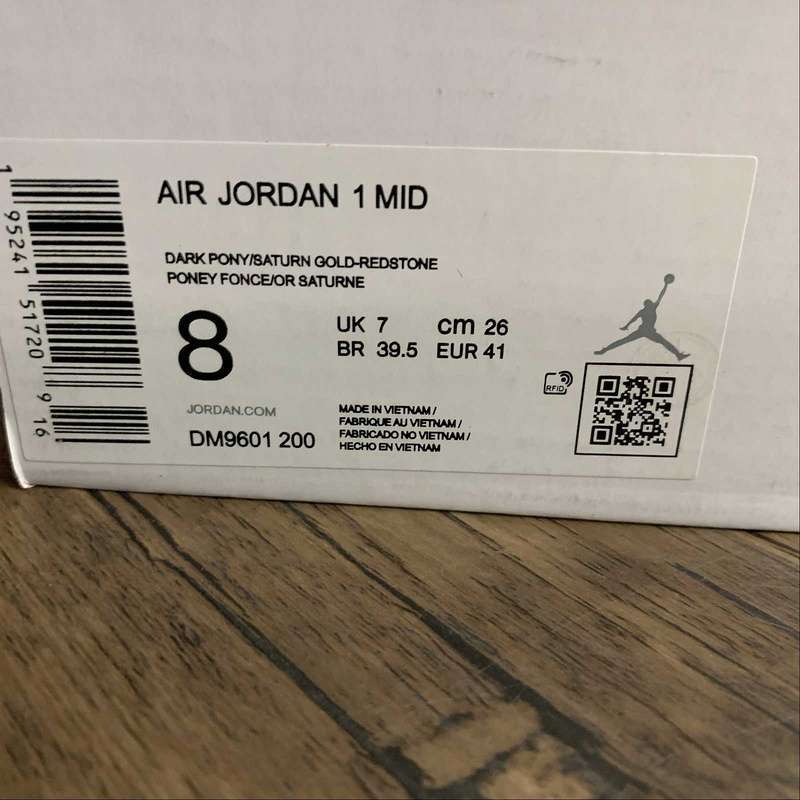 AIR JORDAN 1 MID
DARK PONY/SATURN GOLD-REDSTONE
PONEY FONCE/OR SATURNE
8
UK 7 cm 26
BR 39.5 EUR 41
RFID
JORDAN.COM
DM9601 200
MADE IN VIETNAM /
FABRIQUE AU VIETNAM /
FABRICADO NO VIETNAM /
HECHO EN VIETNAM
1 95241 51720 9 16